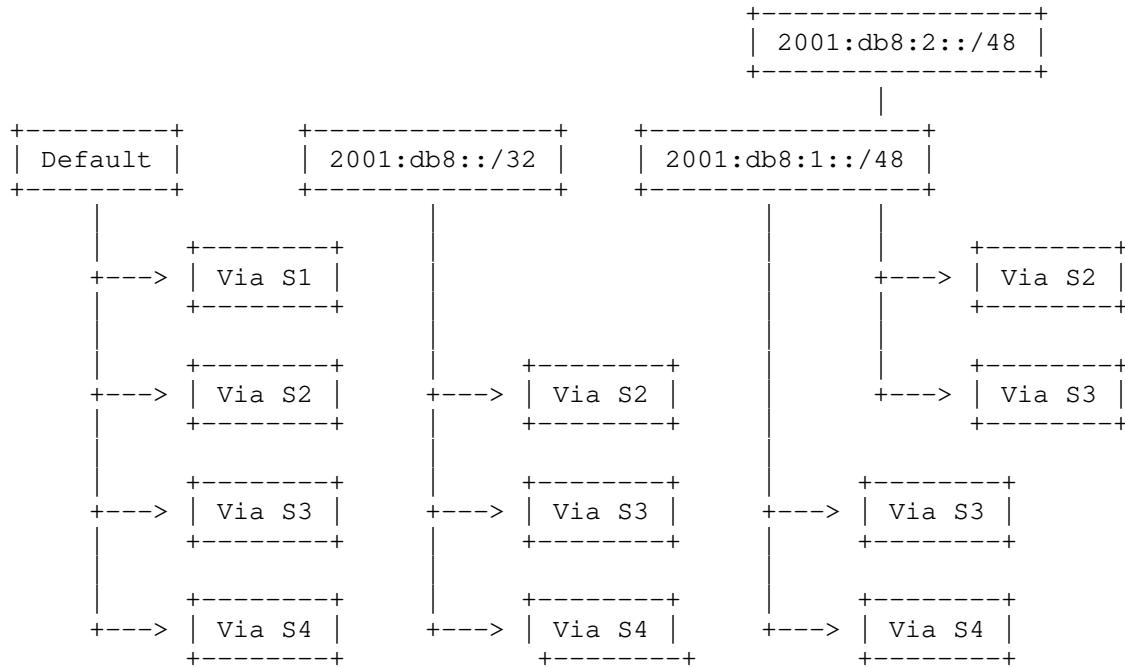 2001:db8:2::/48
Default 2001:db8::/32 2001:db8:1::/48
Via S1 Via S2
Via S2 Via S2 Via S3
Via S3 Via S3 Via S3
Via S4 Via S4 Via S4